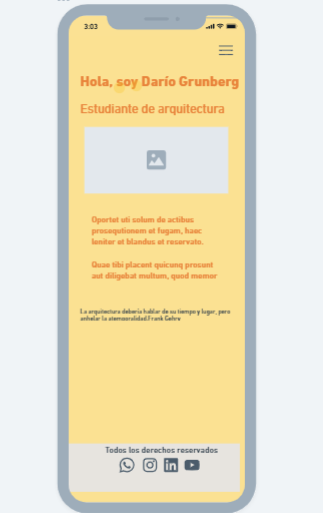 3:03
Hola, soy Darío Grunberg
Estudiante de arquitectura
Oportet uti solum de actibus
prosequtionem et fugam, haec
leniter et blandus et reservato.
Quae tibi placent quicunq prosunt
aut diligebat multum, quod memor
La arquitectura debería hablar de su tiempo y lugar, pero
anhelar la atemporalidad.Frank Gehre
Todos los derechos reservados